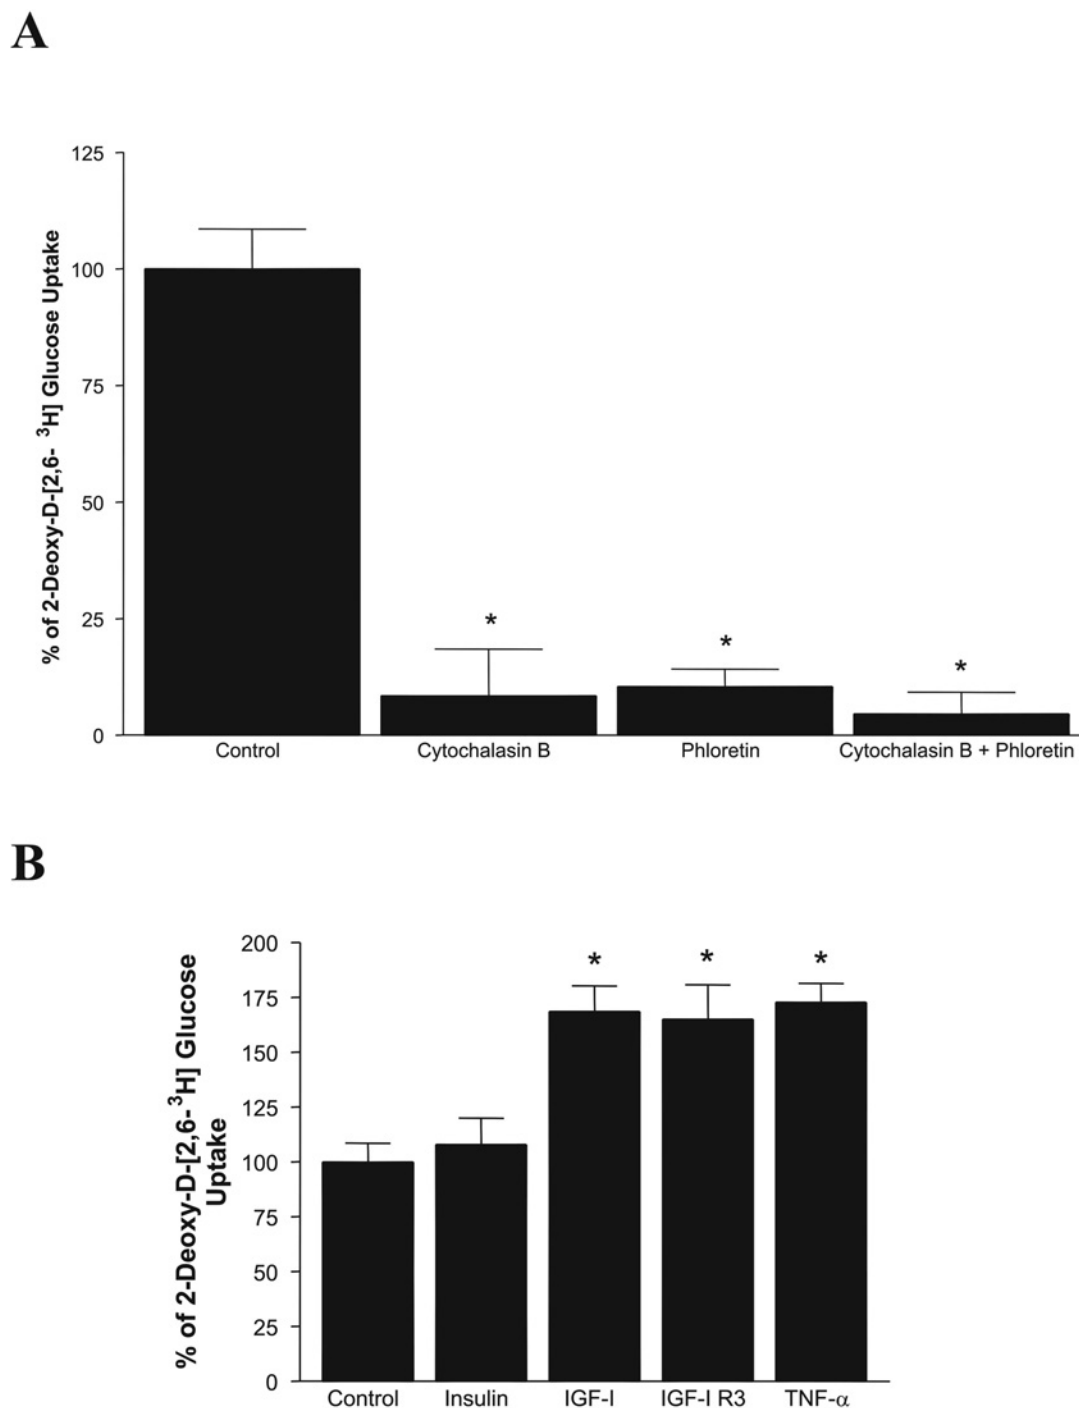 A
% of 2-Deoxy-D-[2,6- ³H] Glucose Uptake
125
100
75
50
25
0
*
*
*
Control
Cytochalasin B
Phloretin
Cytochalasin B + Phloretin
B
% of 2-Deoxy-D-[2,6-³H] Glucose
Uptake
200
175
150
125
100
75
50
25
0
*
*
*
Control
Insulin
IGF-I
IGF-I R3
TNF-α